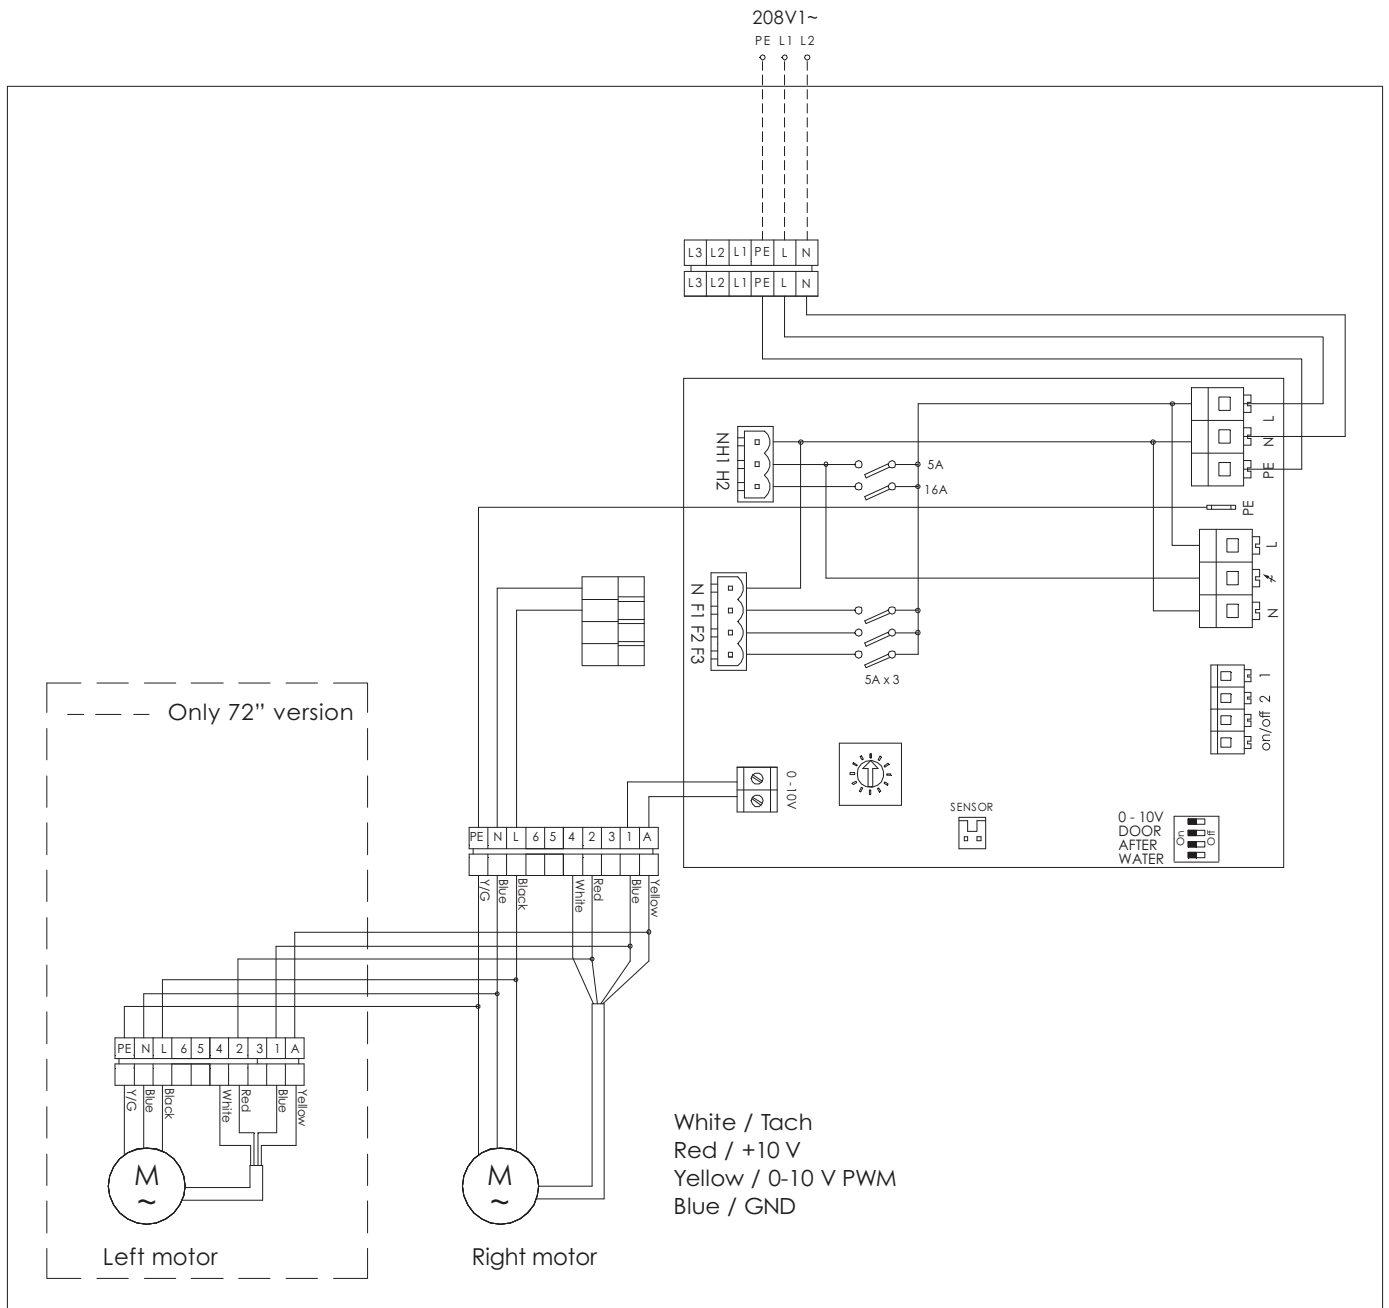 208V1~
PE L1 L2
L3 L2 L1 PE L N
L3 L2 L1 PE L N
L
N
PE
PE
NH1 H2
5A
16A
L
N
N F1 F2 F3
5A x 3
1
2
on/off
Only 72” version
0 - 10V
SENSOR
0 - 10V
DOOR
AFTER
WATER
On
Off
PE N L 6 5 4 2 3 1 A
Y/G Blue Black White Red Blue Yellow
PE N L 6 5 4 2 3 1 A
Y/G Blue Black White Red Blue Yellow
M
~
M
~
White / Tach
Red / +10 V
Yellow / 0-10 V PWM
Blue / GND
Left motor
Right motor